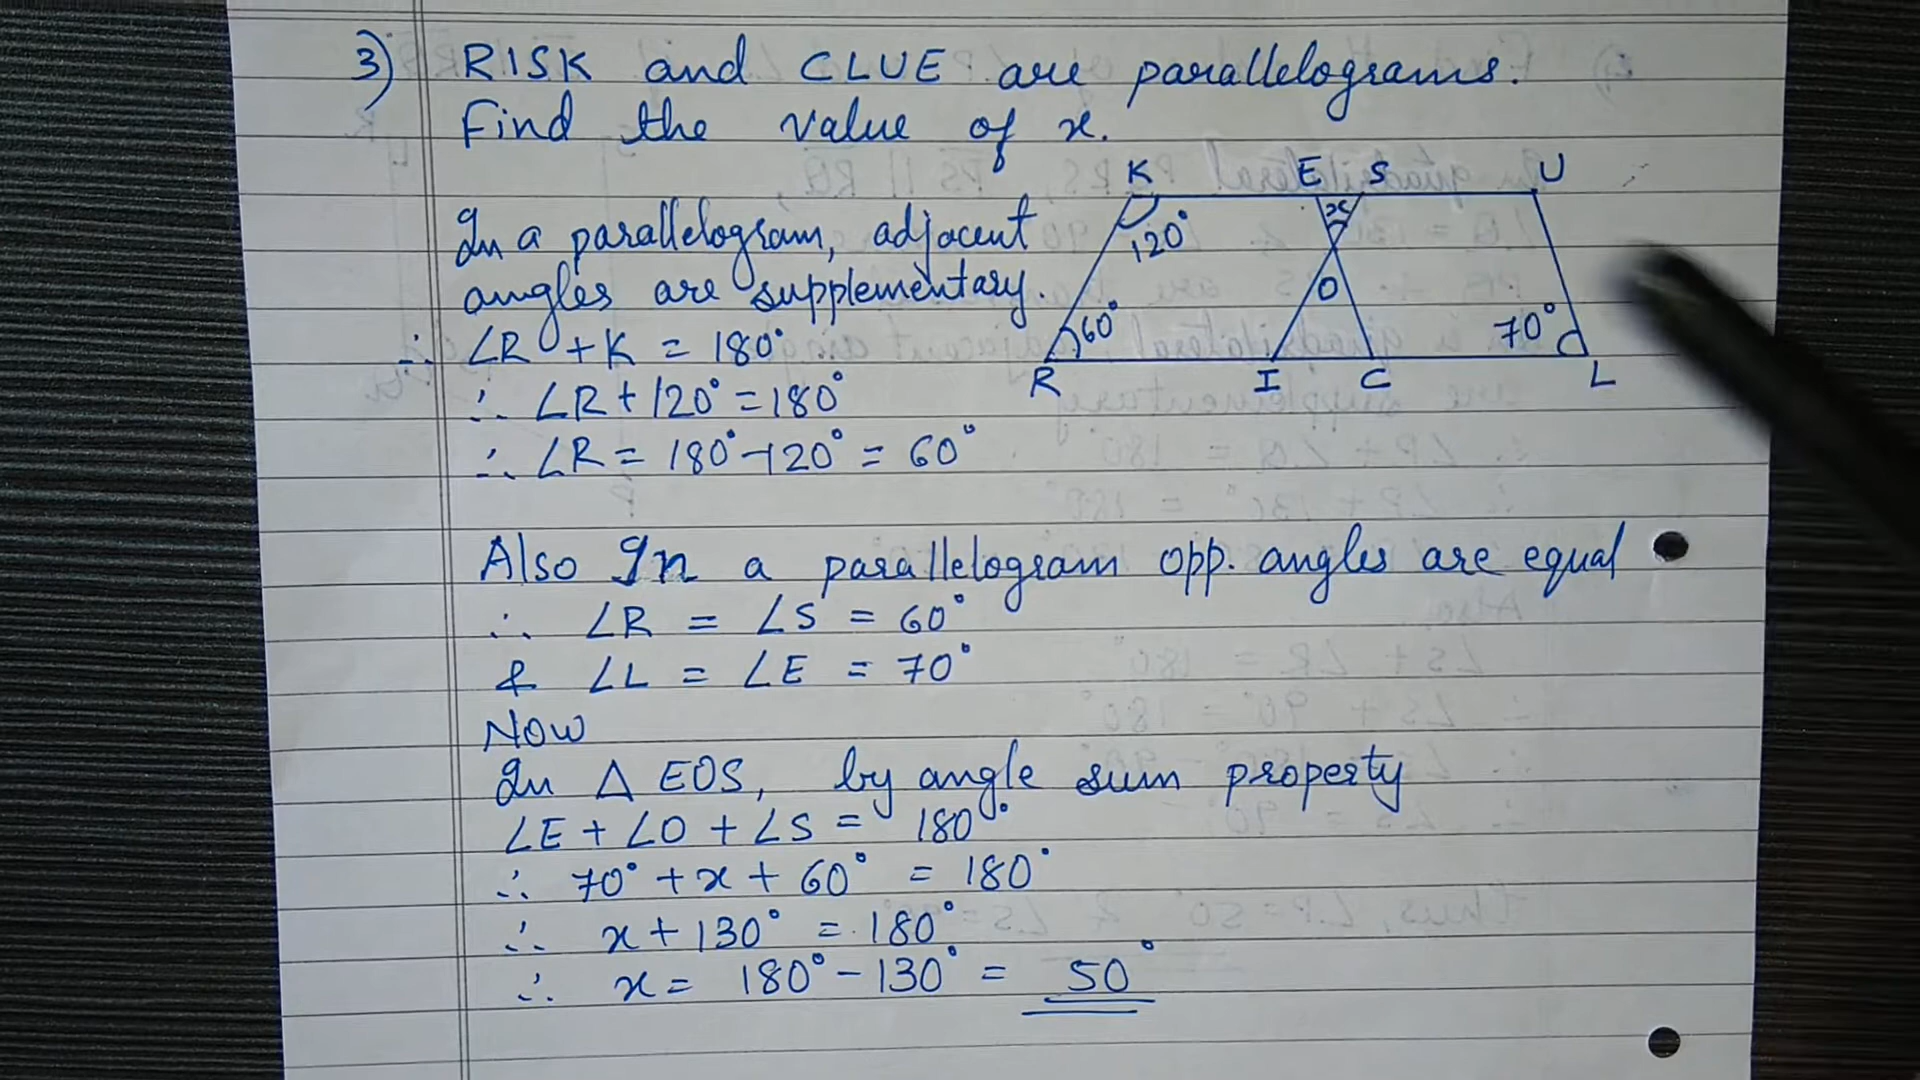 3) RISK and CLUE are parallelograms.
Find the value of x.
K E S U
In a parallelogram, adjacent
x
120°
angles are supplementary.
O
60°
70°
∴ ∠R + K = 180°
R I C L
∴ ∠R + 120° = 180°
∴ ∠R = 180° - 120° = 60°
Also In a parallelogram opp. angles are equal
∴ ∠R = ∠S = 60°
& ∠L = ∠E = 70°
Now
In △ EOS, by angle sum property
∠E + ∠O + ∠S = 180°
∴ 70° + x + 60° = 180°
∴ x + 130° = 180°
∴ x = 180° - 130° = 50°